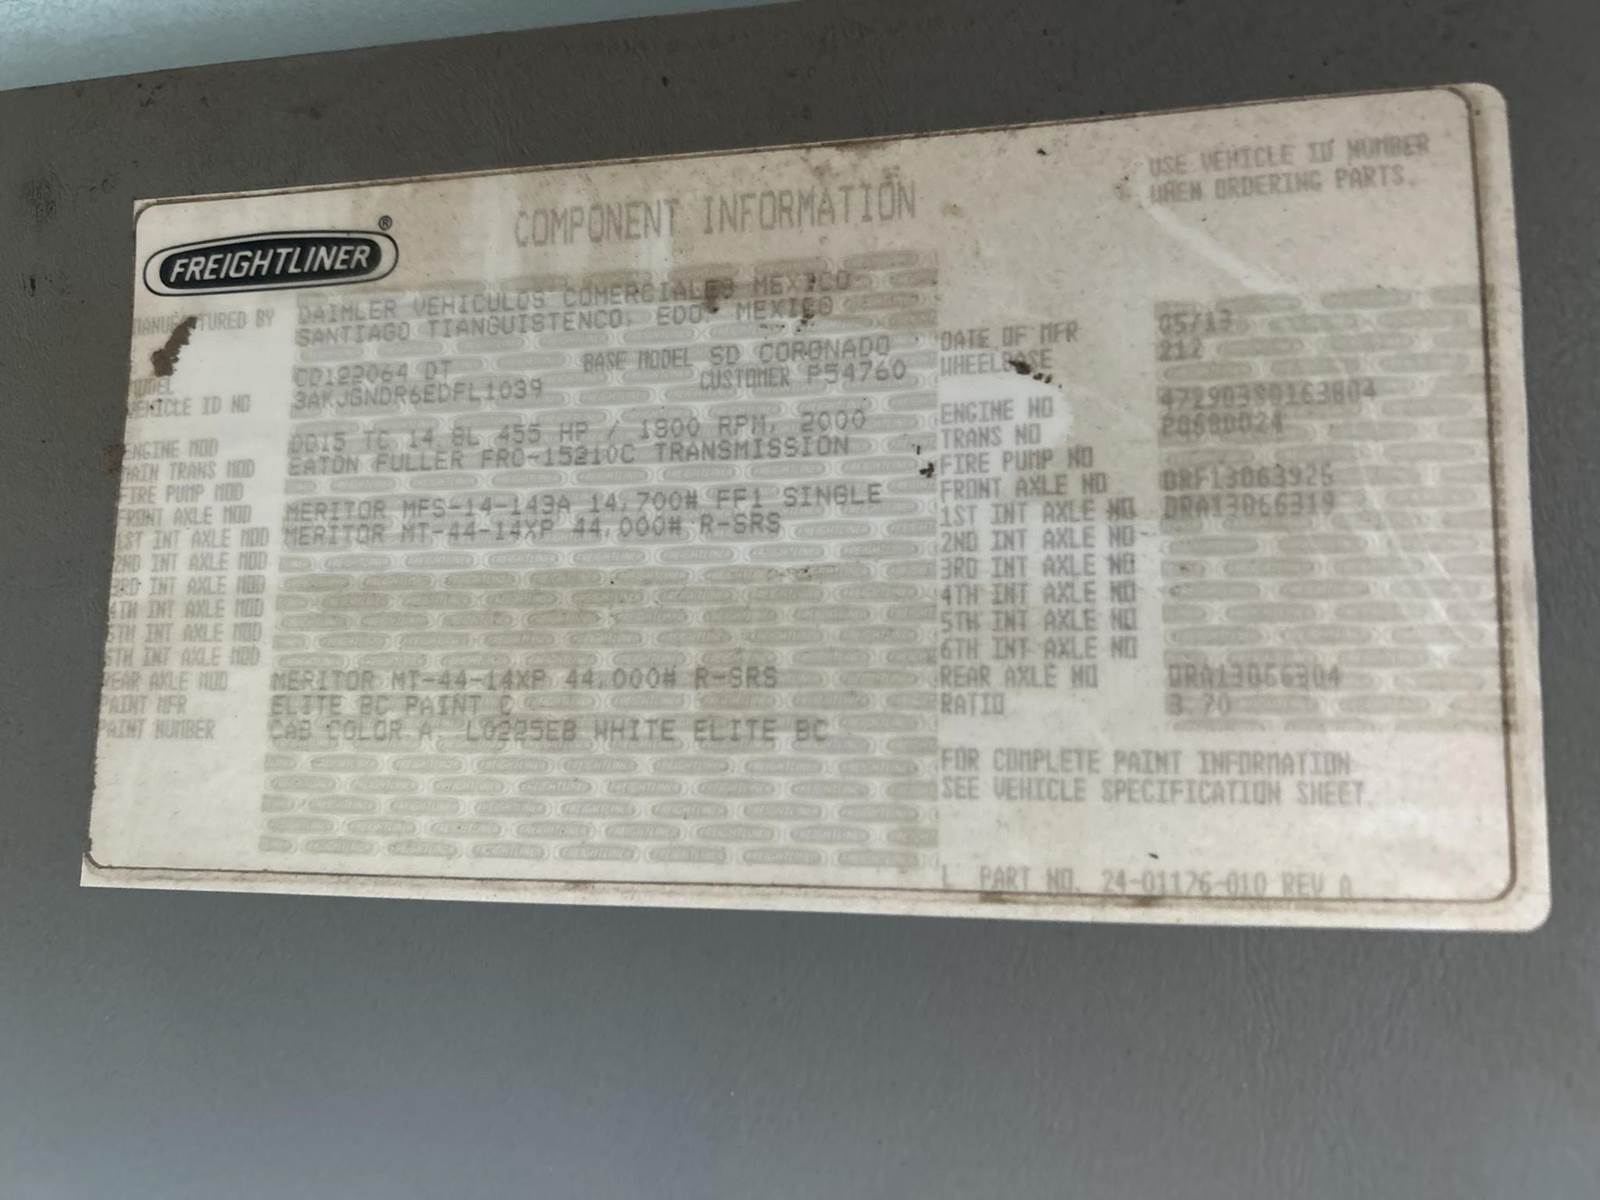 FREIGHTLINER®
COMPONENT INFORMATION
USE VEHICLE ID NUMBER
WHEN ORDERING PARTS.
MANUFACTURED BY DAIMLER VEHICULOS COMERCIALES MEXICO
SANTIAGO TIANGUISTENCO, EDO MEXICO
DATE OF MFR 05/13
MODEL CD122064 DT BASE MODEL SD CORONADO
WHEELBASE 212
VEHICLE ID NO 3AKJGNDR6EDFL1039 CUSTOMER P54760
ENGINE MOD DD15 TC 14.8L 455 HP / 1800 RPM, 2000
ENGINE NO 472903S0163804
MAIN TRANS MOD EATON FULLER FRO-15210C TRANSMISSION
TRANS NO
FIRE PUMP MOD
FIRE PUMP NO
FRONT AXLE MOD MERITOR MFS-14-143A 14,700# FF1 SINGLE
FRONT AXLE NO DRF13063926
1ST INT AXLE MOD MERITOR MT-44-14XP 44,000# R-SRS
1ST INT AXLE NO DRA13066319
2ND INT AXLE MOD
2ND INT AXLE NO
3RD INT AXLE MOD
3RD INT AXLE NO
4TH INT AXLE MOD
4TH INT AXLE NO
5TH INT AXLE MOD
5TH INT AXLE NO
6TH INT AXLE MOD
6TH INT AXLE NO
REAR AXLE MOD MERITOR MT-44-14XP 44,000# R-SRS
REAR AXLE NO DRA13066304
PAINT MFR ELITE BC PAINT C
RATIO 3.70
PAINT NUMBER CAB COLOR A: L0225EB WHITE ELITE BC
FOR COMPLETE PAINT INFORMATION
SEE VEHICLE SPECIFICATION SHEET.
L PART NO. 24-01176-010 REV A